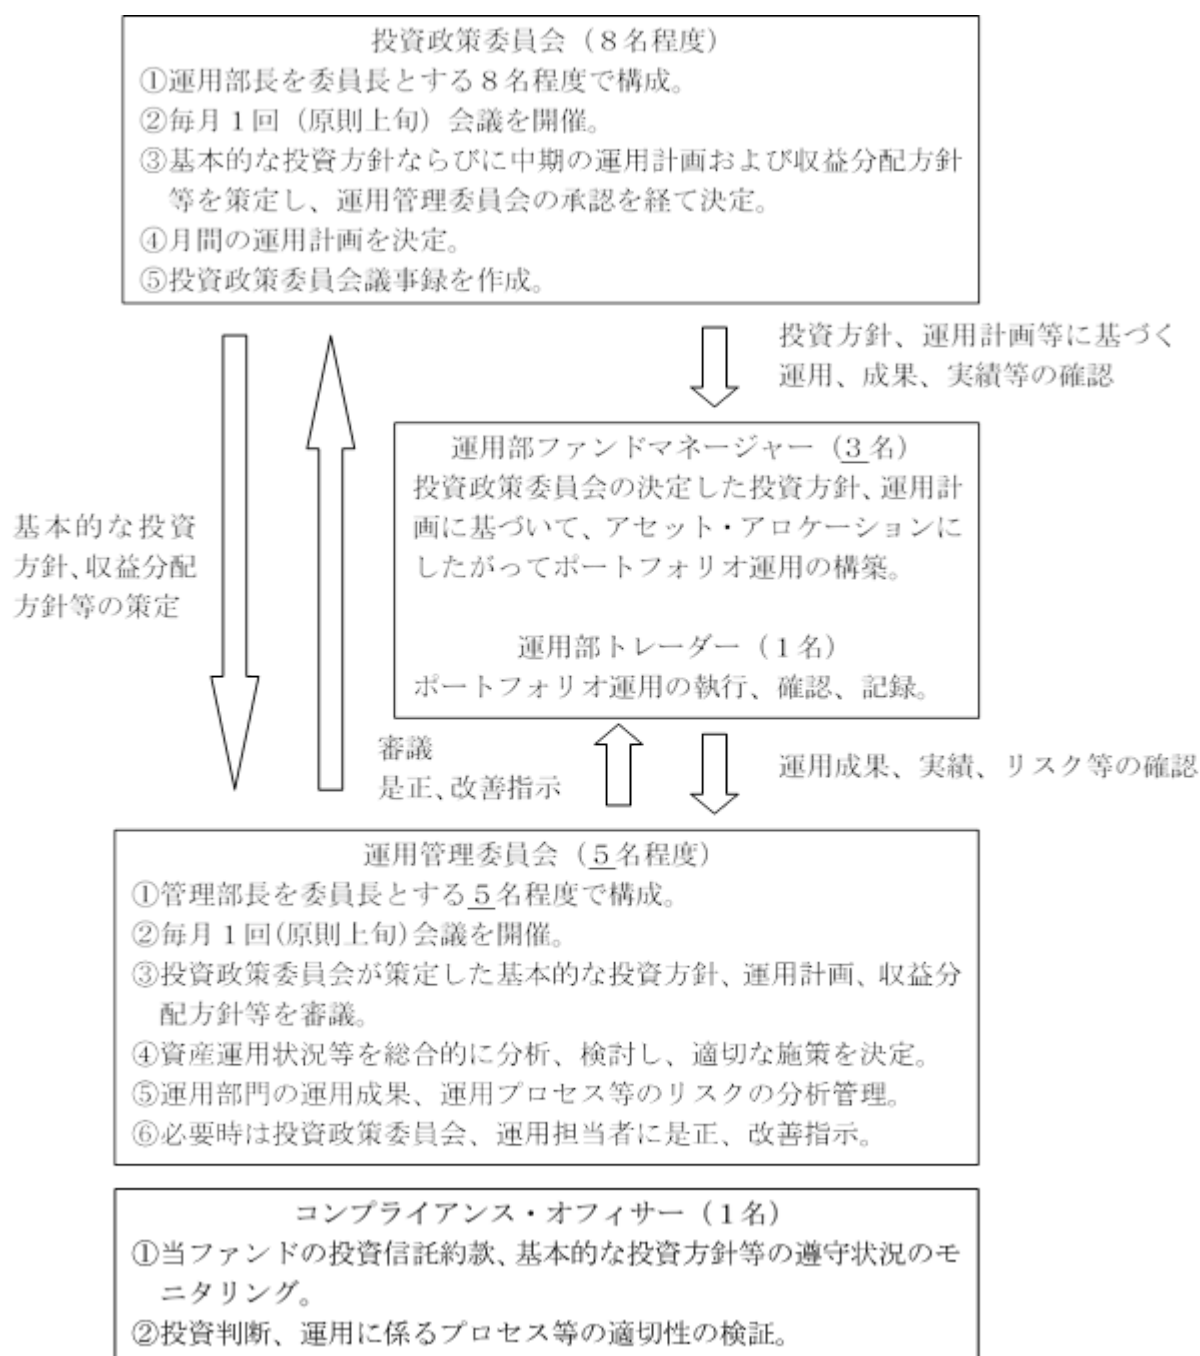 投資政策委員会（８名程度）
①運用部長を委員長とする８名程度で構成。
②毎月１回（原則上旬）会議を開催。
③基本的な投資方針ならびに中期の運用計画および収益分配方針
等を策定し、運用管理委員会の承認を経て決定。
④月間の運用計画を決定。
⑤投資政策委員会議事録を作成。
投資方針、運用計画等に基づく
運用、成果、実績等の確認
運用部ファンドマネージャー（３名）
投資政策委員会の決定した投資方針、運用計
画に基づいて、アセット・アロケーションに
したがってポートフォリオ運用の構築。
運用部トレーダー（１名）
ポートフォリオ運用の執行、確認、記録。
基本的な投資
方針、収益分配
方針等の策定
審議
是正、改善指示
運用成果、実績、リスク等の確認
運用管理委員会（５名程度）
①管理部長を委員長とする５名程度で構成。
②毎月１回(原則上旬)会議を開催。
③投資政策委員会が策定した基本的な投資方針、運用計画、収益分
配方針等を審議。
④資産運用状況等を総合的に分析、検討し、適切な施策を決定。
⑤運用部門の運用成果、運用プロセス等のリスクの分析管理。
⑥必要時は投資政策委員会、運用担当者に是正、改善指示。
コンプライアンス・オフィサー（１名）
①当ファンドの投資信託約款、基本的な投資方針等の遵守状況のモ
ニタリング。
②投資判断、運用に係るプロセス等の適切性の検証。